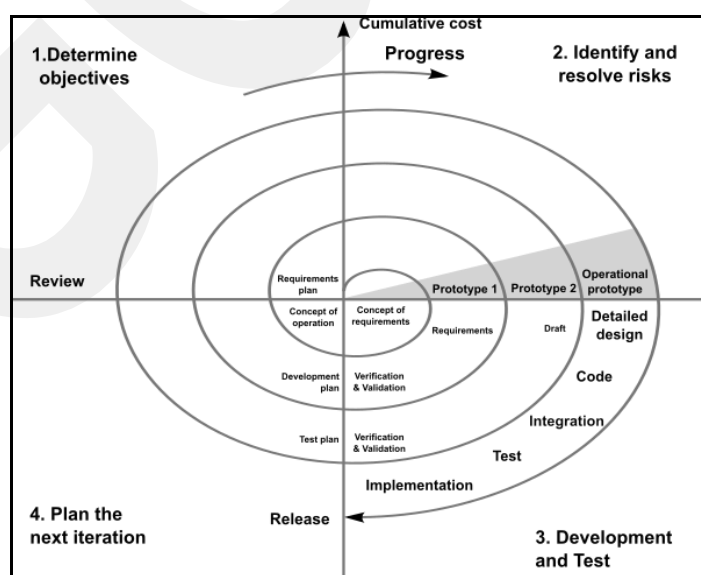 Cumulative cost
1.Determine
objectives
Progress
2. Identify and
resolve risks
Review
Requirements
plan
Prototype 1
Prototype 2
Operational
prototype
Concept of
operation
Concept of
requirements
Requirements
Draft
Detailed
design
Development
plan
Verification
& Validation
Code
Integration
Test plan
Verification
& Validation
Test
Implementation
Release
4. Plan the
next iteration
3. Development
and Test